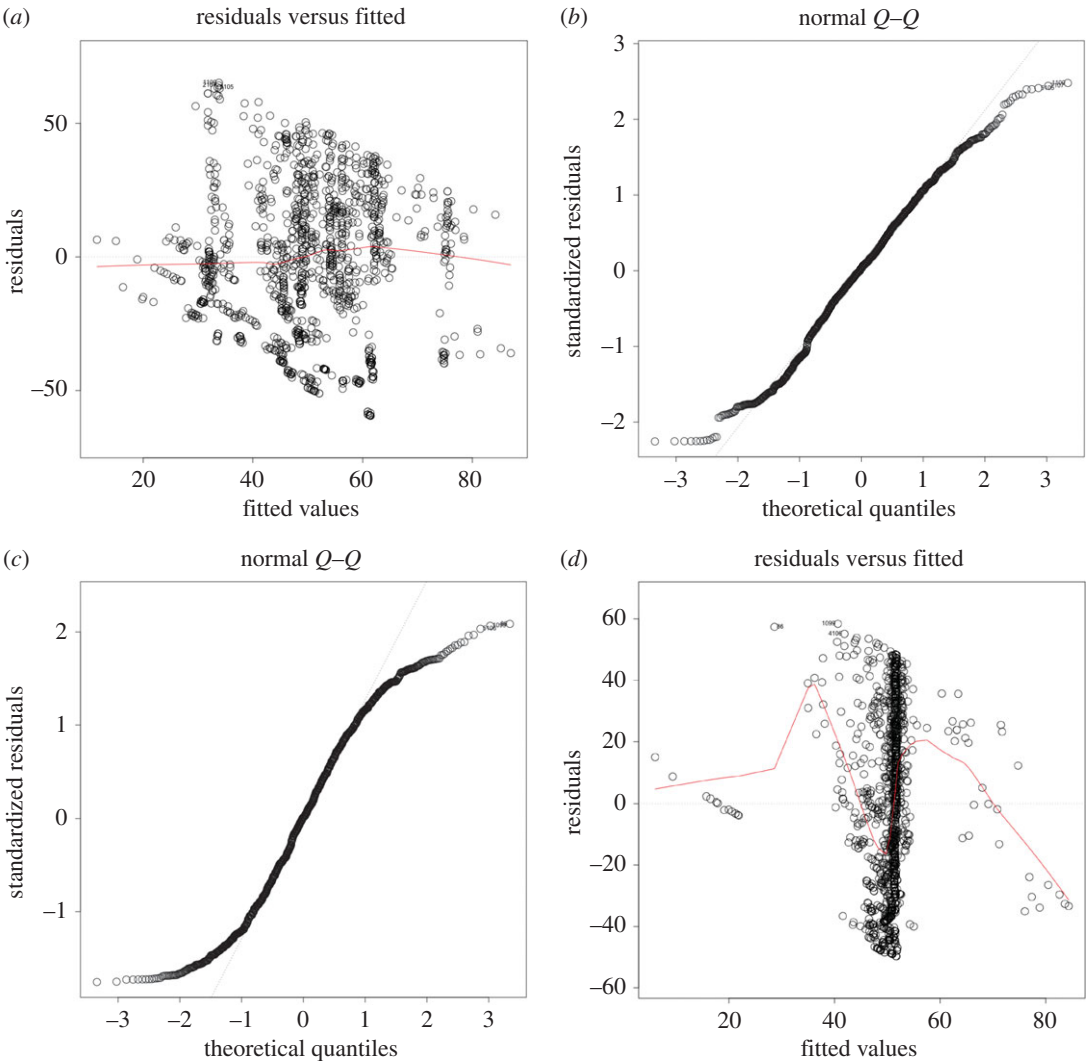 (a) residuals versus fitted
50
0
–50
residuals
20 40 60 80
fitted values
(b) normal Q–Q
3
2
1
0
–1
–2
standardized residuals
–3 –2 –1 0 1 2 3
theoretical quantiles
(c) normal Q–Q
2
1
0
–1
standardized residuals
–3 –2 –1 0 1 2 3
theoretical quantiles
(d) residuals versus fitted
1099
4106
60
40
20
0
–20
–40
–60
residuals
20 40 60 80
fitted values